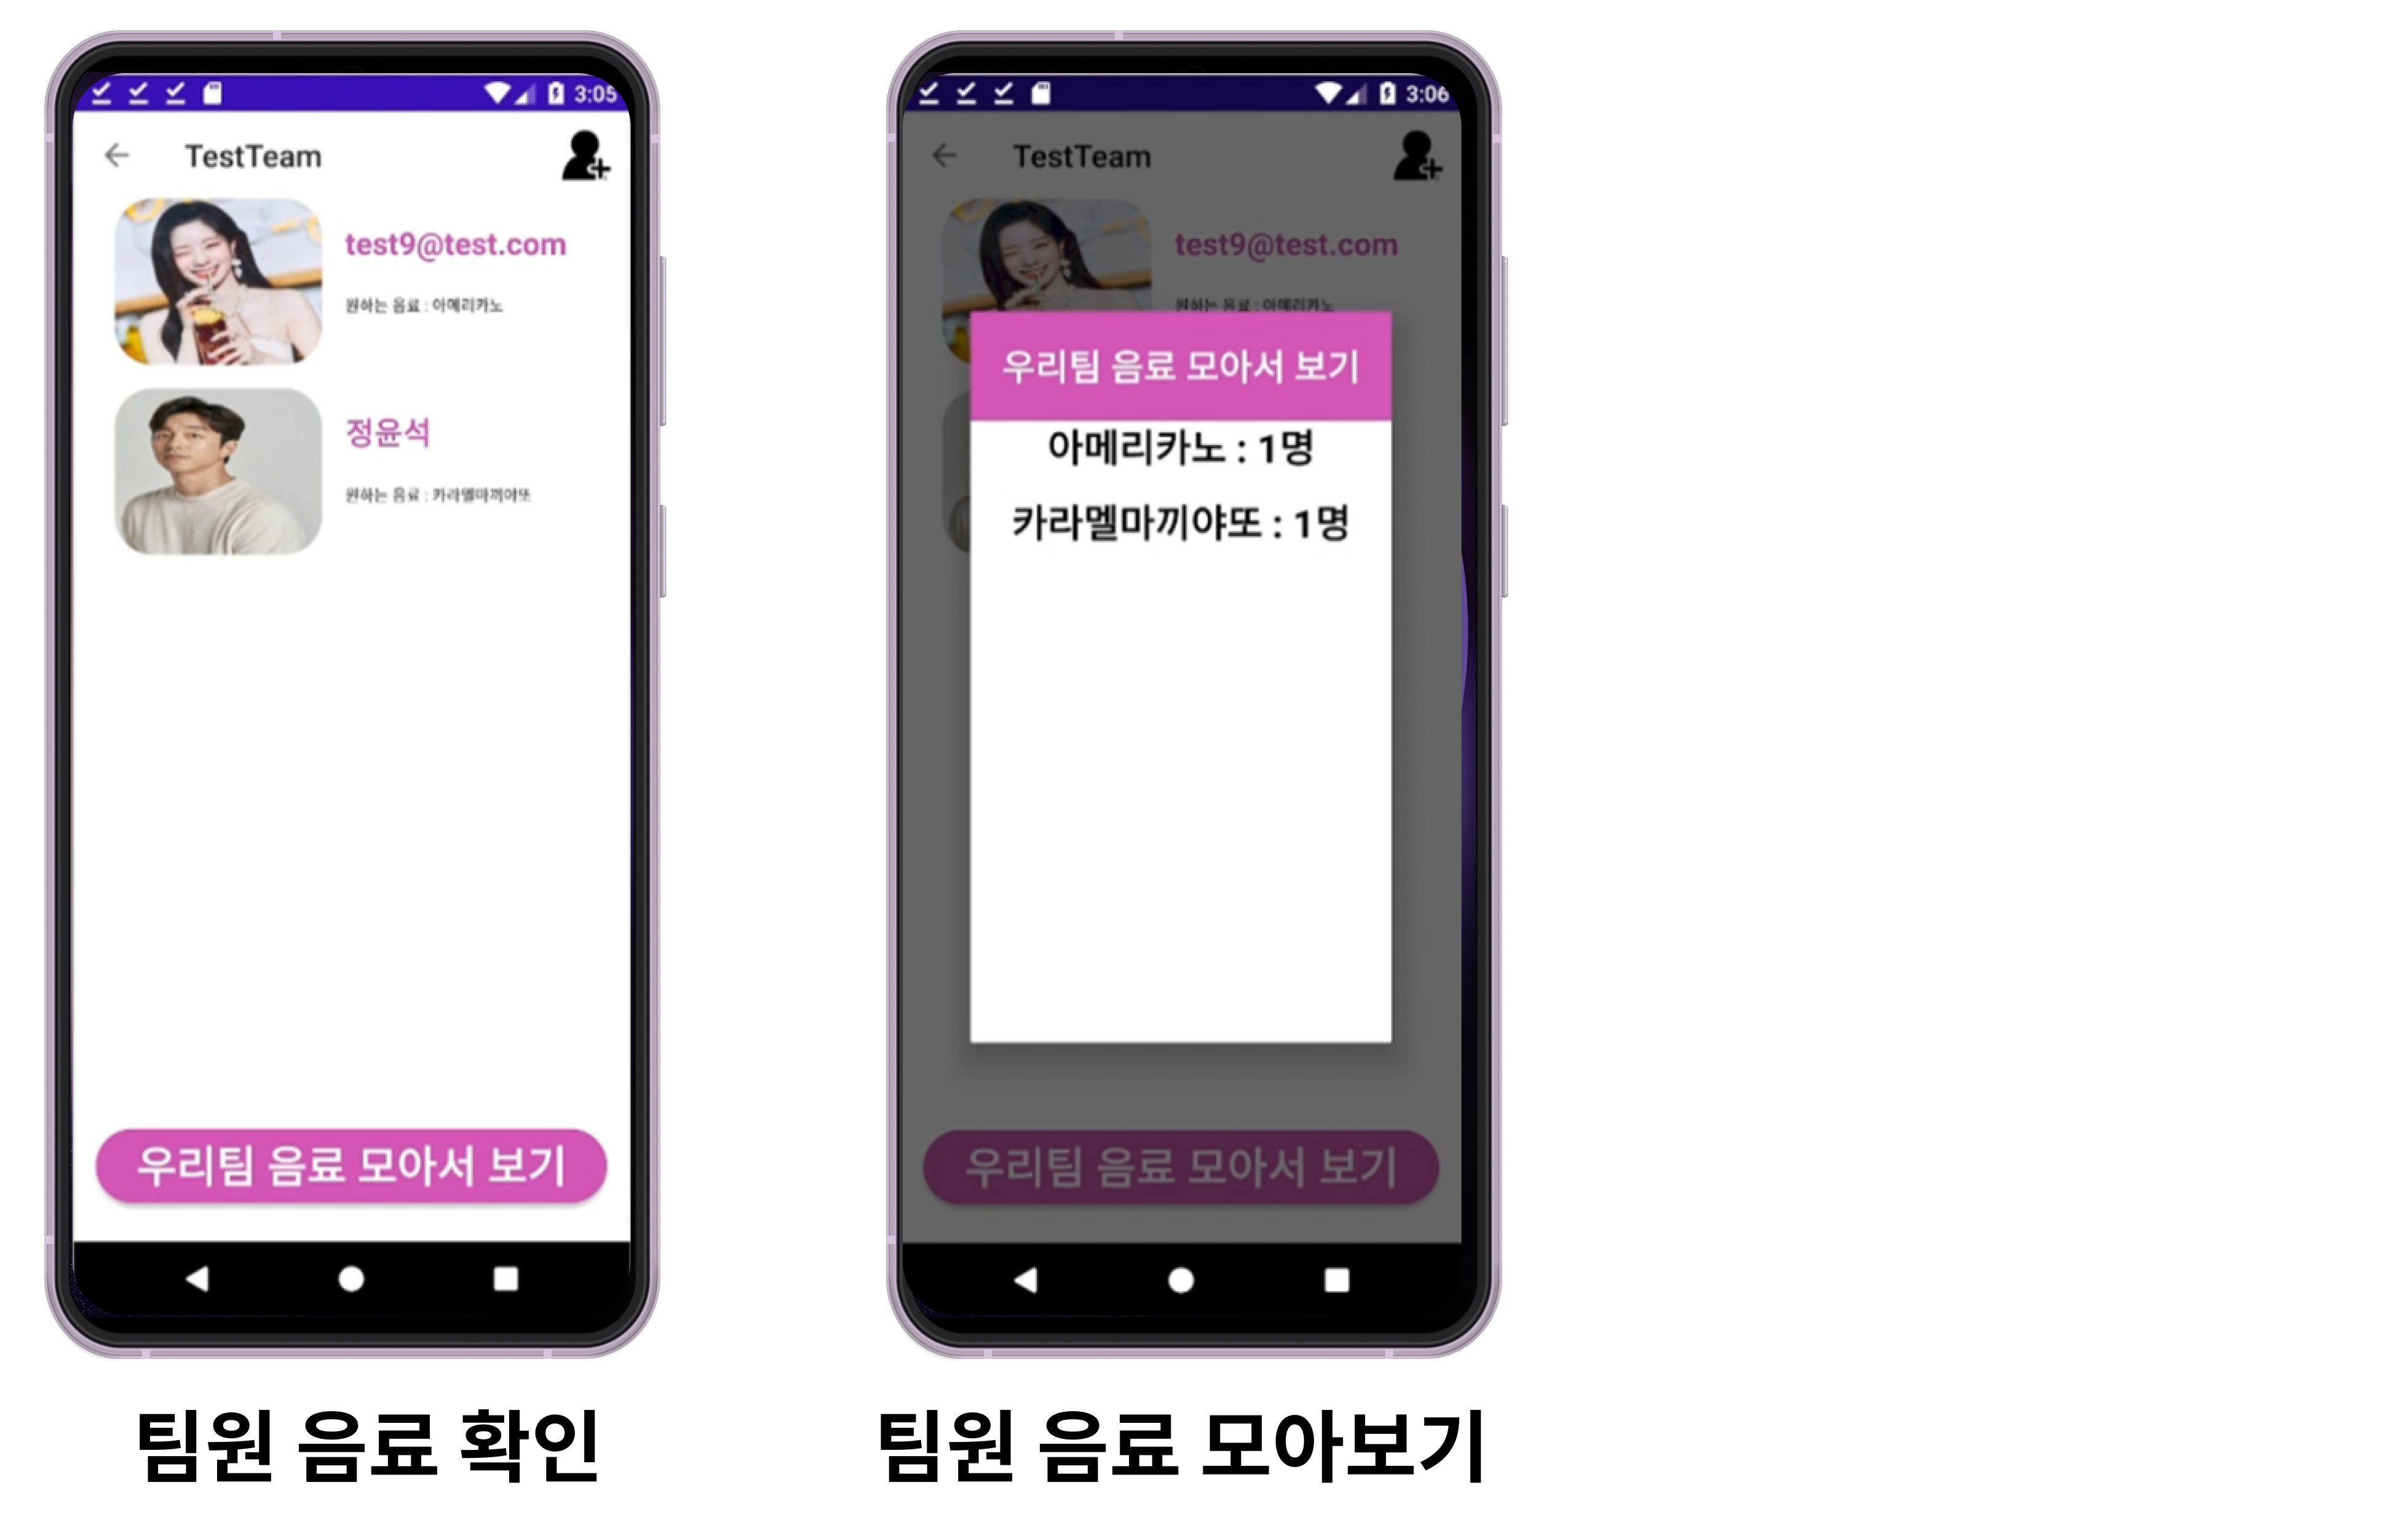 3:05
TestTeam
test9@test.com
원하는 음료 : 아메리카노
정윤석
원하는 음료 : 카라멜마끼야또
우리팀 음료 모아서 보기
팀원 음료 확인
3:06
TestTeam
test9@test.com
원하는 음료 : 아메리카노
우리팀 음료 모아서 보기
아메리카노 : 1명
카라멜마끼야또 : 1명
우리팀 음료 모아서 보기
팀원 음료 모아보기